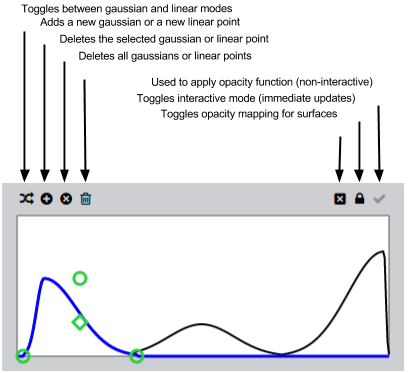 Toggles between gaussian and linear modes
Adds a new gaussian or a new linear point
Deletes the selected gaussian or linear point
Deletes all gaussians or linear points
Used to apply opacity function (non-interactive)
Toggles interactive mode (immediate updates)
Toggles opacity mapping for surfaces